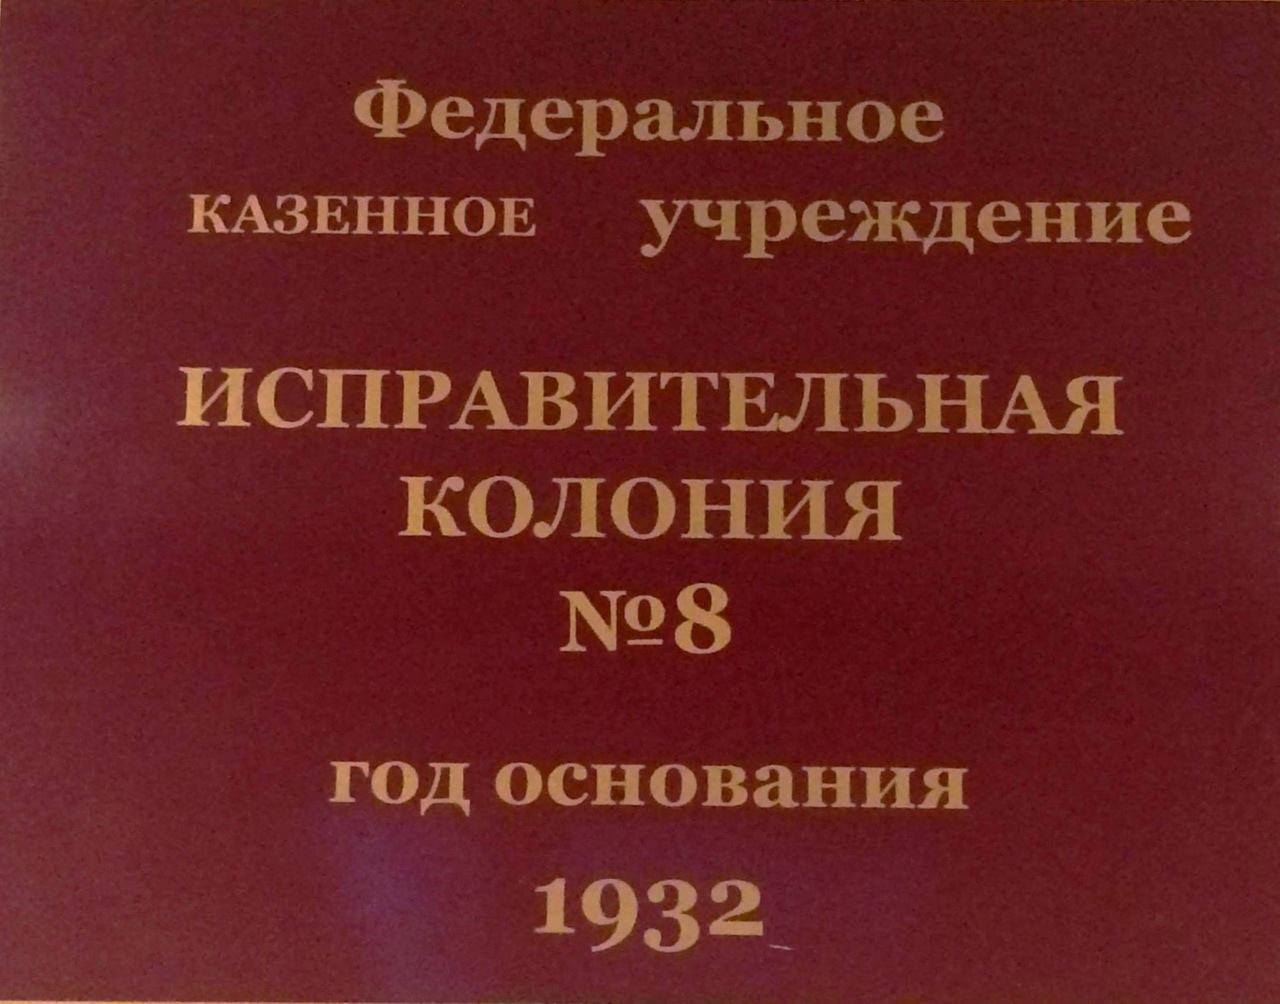 Федеральное
КАЗЕННОЕ учреждение
ИСПРАВИТЕЛЬНАЯ
КОЛОНИЯ
№8
год основания
1932